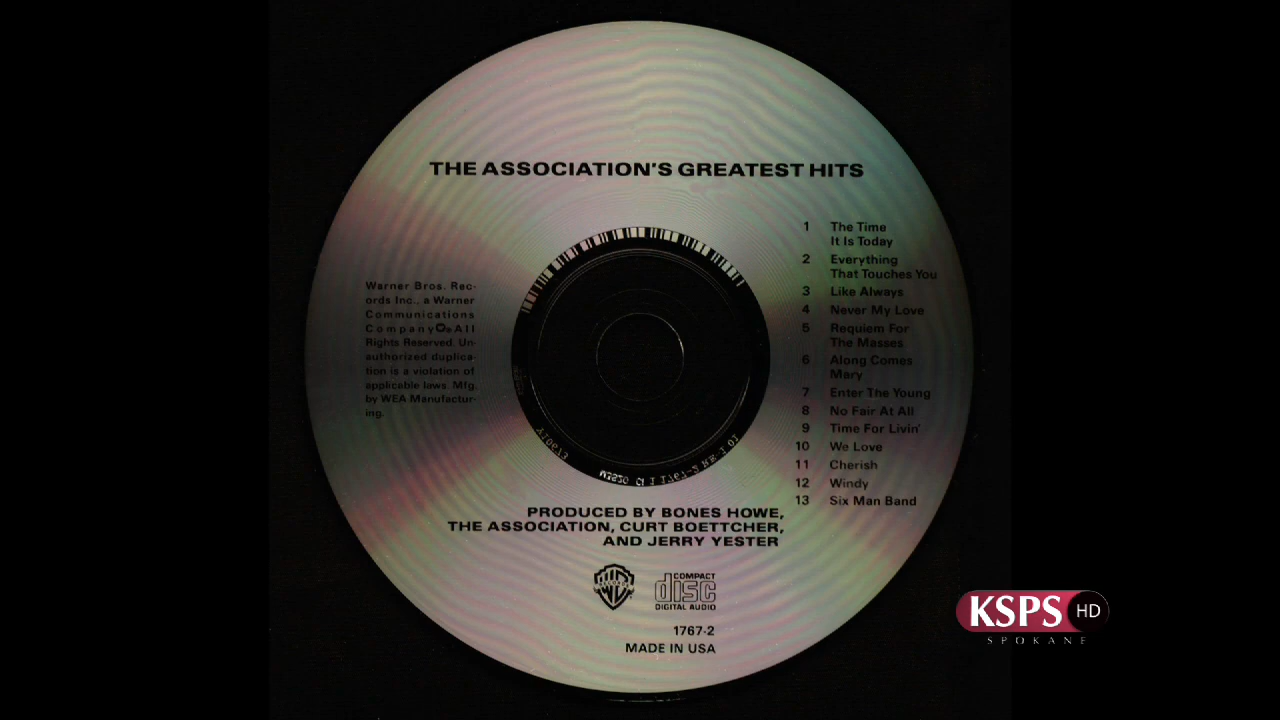 THE ASSOCIATION'S GREATEST HITS
1 The Time
It Is Today
2 Everything
That Touches You
3 Like Always
4 Never My Love
5 Requiem For
The Masses
6 Along Comes
Mary
7 Enter The Young
8 No Fair At All
9 Time For Livin'
10 We Love
11 Cherish
12 Windy
13 Six Man Band
Warner Bros. Rec-
ords Inc., a Warner
Communications
Company ℗© All
Rights Reserved. Un-
authorized duplica-
tion is a violation of
applicable laws. Mfg.
by WEA Manufactur-
ing.
PRODUCED BY BONES HOWE,
THE ASSOCIATION, CURT BOETTCHER,
AND JERRY YESTER
COMPACT
disc
DIGITAL AUDIO
1767-2
MADE IN USA
KSPS HD
SPOKANE